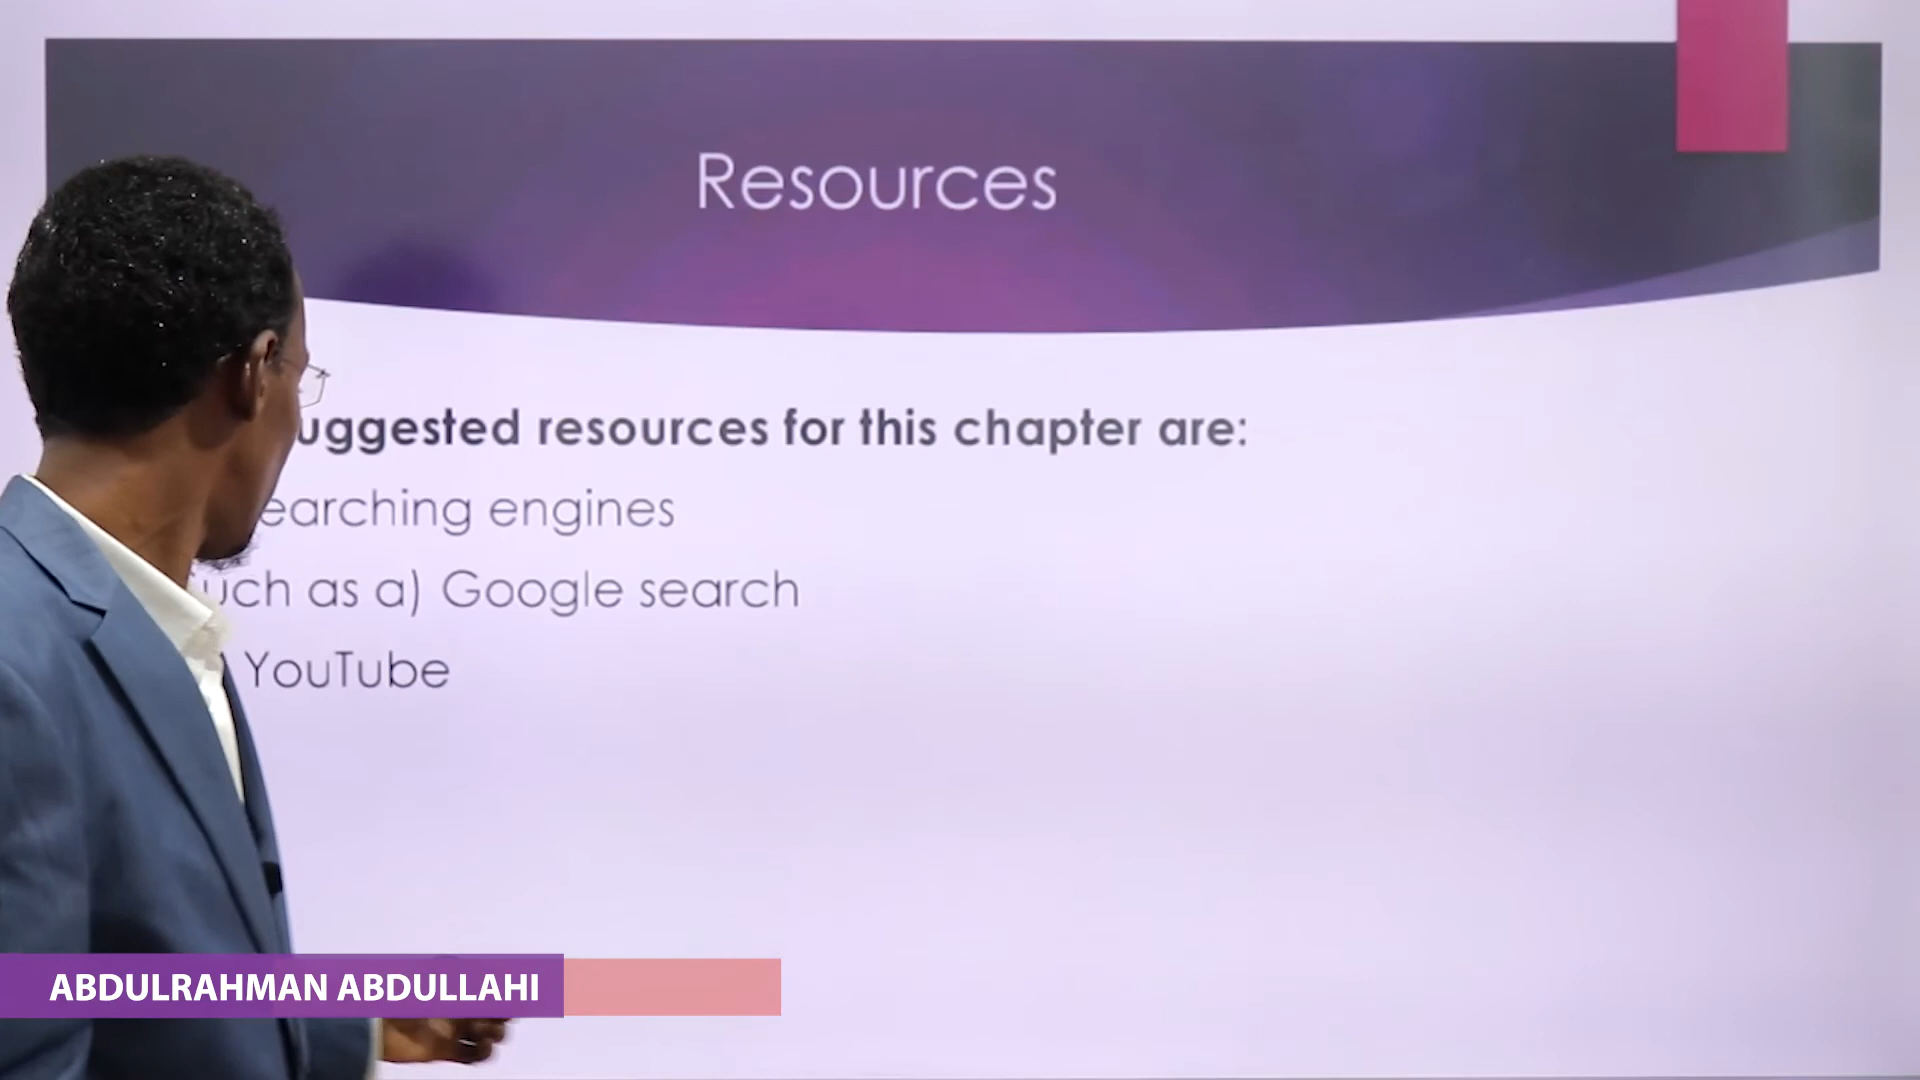 Resources
uggested resources for this chapter are:
earching engines
uch as a) Google search
YouTube
ABDULRAHMAN ABDULLAHI